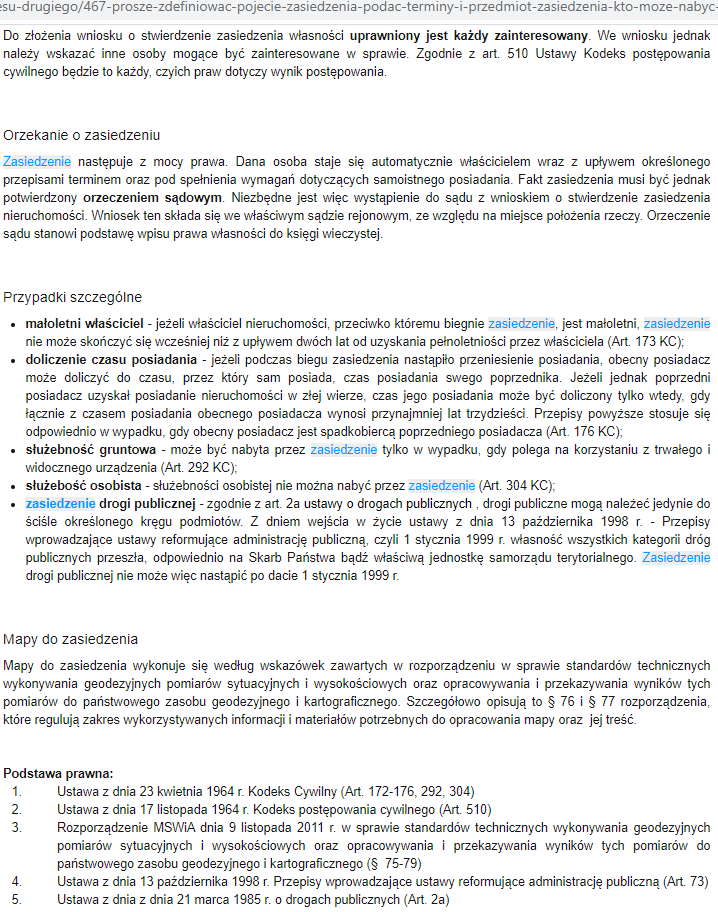 esu-drugiego/467-prosze-zdefiniowac-pojecie-zasiedzenia-podac-terminy-i-przedmiot-zasiedzenia-kto-moze-nabyc-
Do złożenia wniosku o stwierdzenie zasiedzenia własności uprawniony jest każdy zainteresowany. We wniosku jednak
należy wskazać inne osoby mogące być zainteresowane w sprawie. Zgodnie z art. 510 Ustawy Kodeks postępowania
cywilnego będzie to każdy, czyich praw dotyczy wynik postępowania.
Orzekanie o zasiedzeniu
Zasiedzenie następuje z mocy prawa. Dana osoba staje się automatycznie właścicielem wraz z upływem określonego
przepisami terminem oraz pod spełnienia wymagań dotyczących samoistnego posiadania. Fakt zasiedzenia musi być jednak
potwierdzony orzeczeniem sądowym. Niezbędne jest więc wystąpienie do sądu z wnioskiem o stwierdzenie zasiedzenia
nieruchomości. Wniosek ten składa się we właściwym sądzie rejonowym, ze względu na miejsce położenia rzeczy. Orzeczenie
sądu stanowi podstawę wpisu prawa własności do księgi wieczystej.
Przypadki szczególne
• małoletni właściciel - jeżeli właściciel nieruchomości, przeciwko któremu biegnie zasiedzenie, jest małoletni, zasiedzenie
nie może skończyć się wcześniej niż z upływem dwóch lat od uzyskania pełnoletności przez właściciela (Art. 173 KC);
• doliczenie czasu posiadania - jeżeli podczas biegu zasiedzenia nastąpiło przeniesienie posiadania, obecny posiadacz
może doliczyć do czasu, przez który sam posiada, czas posiadania swego poprzednika. Jeżeli jednak poprzedni
posiadacz uzyskał posiadanie nieruchomości w złej wierze, czas jego posiadania może być doliczony tylko wtedy, gdy
łącznie z czasem posiadania obecnego posiadacza wynosi przynajmniej lat trzydzieści. Przepisy powyższe stosuje się
odpowiednio w wypadku, gdy obecny posiadacz jest spadkobiercą poprzedniego posiadacza (Art. 176 KC);
• służebność gruntowa - może być nabyta przez zasiedzenie tylko w wypadku, gdy polega na korzystaniu z trwałego i
widocznego urządzenia (Art. 292 KC);
• służebość osobista - służebności osobistej nie można nabyć przez zasiedzenie (Art. 304 KC);
• zasiedzenie drogi publicznej - zgodnie z art. 2a ustawy o drogach publicznych , drogi publiczne mogą należeć jedynie do
ściśle określonego kręgu podmiotów. Z dniem wejścia w życie ustawy z dnia 13 października 1998 r. - Przepisy
wprowadzające ustawy reformujące administrację publiczną, czyli 1 stycznia 1999 r. własność wszystkich kategorii dróg
publicznych przeszła, odpowiednio na Skarb Państwa bądź właściwą jednostkę samorządu terytorialnego. Zasiedzenie
drogi publicznej nie może więc nastąpić po dacie 1 stycznia 1999 r.
Mapy do zasiedzenia
Mapy do zasiedzenia wykonuje się według wskazówek zawartych w rozporządzeniu w sprawie standardów technicznych
wykonywania geodezyjnych pomiarów sytuacyjnych i wysokościowych oraz opracowywania i przekazywania wyników tych
pomiarów do państwowego zasobu geodezyjnego i kartograficznego. Szczegółowo opisują to § 76 i § 77 rozporządzenia,
które regulują zakres wykorzystywanych informacji i materiałów potrzebnych do opracowania mapy oraz jej treść.
Podstawa prawna:
1. Ustawa z dnia 23 kwietnia 1964 r. Kodeks Cywilny (Art. 172-176, 292, 304)
2. Ustawa z dnia 17 listopada 1964 r. Kodeks postępowania cywilnego (Art. 510)
3. Rozporządzenie MSWiA dnia 9 listopada 2011 r. w sprawie standardów technicznych wykonywania geodezyjnych
pomiarów sytuacyjnych i wysokościowych oraz opracowywania i przekazywania wyników tych pomiarów do
państwowego zasobu geodezyjnego i kartograficznego (§ 75-79)
4. Ustawa z dnia 13 października 1998 r. Przepisy wprowadzające ustawy reformujące administrację publiczną (Art. 73)
5. Ustawa z dnia z dnia 21 marca 1985 r. o drogach publicznych (Art. 2a)